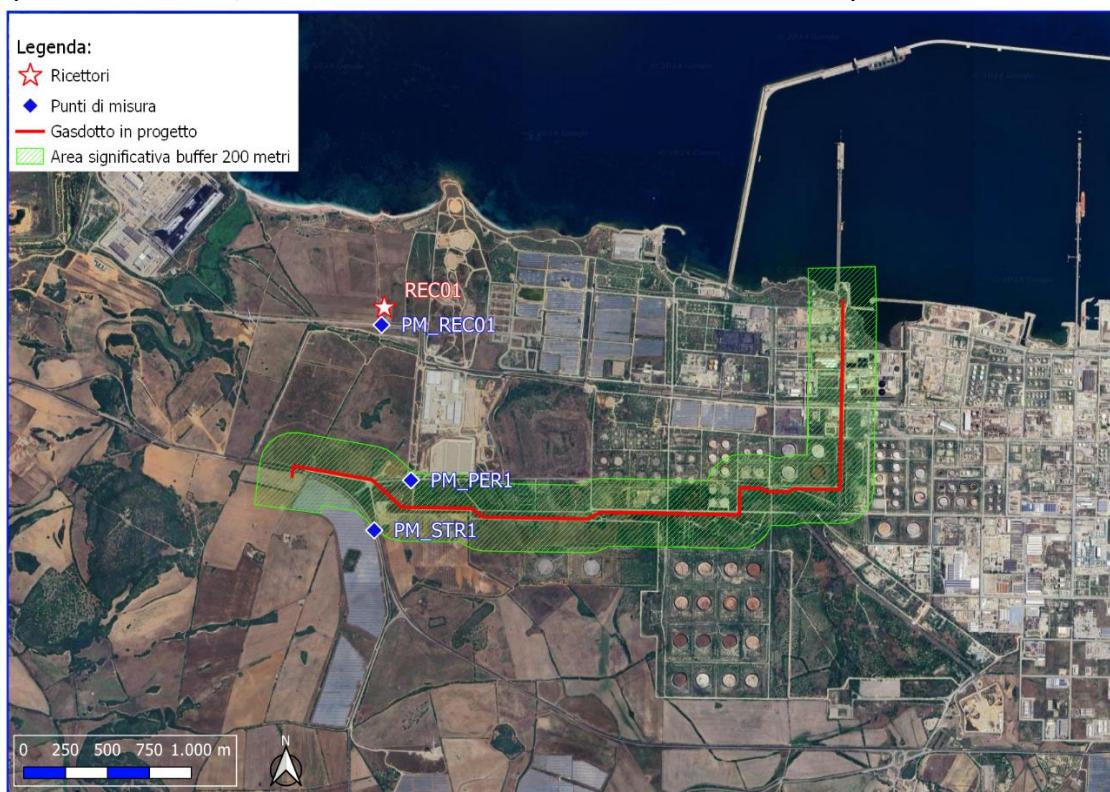 Legenda:
Ricettori
Punti di misura
Gasdotto in progetto
Area significativa buffer 200 metri
REC01
PM_REC01
PM_PER1
PM_STR1
0 250 500 750 1.000 m
N